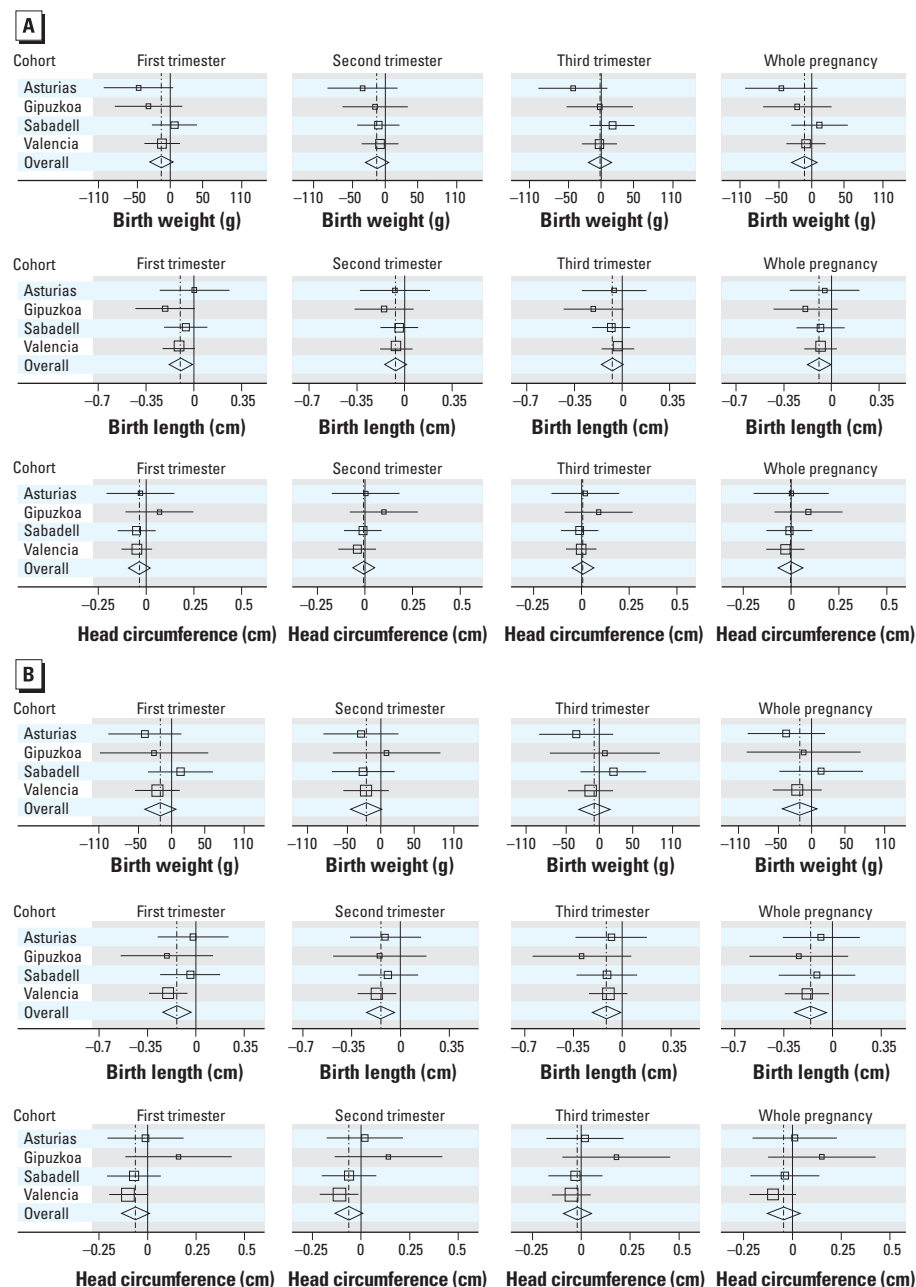 A
Cohort First trimester Second trimester Third trimester Whole pregnancy
Asturias
Gipuzkoa
Sabadell
Valencia
Overall
–110 –50 0 50 110 –110 –50 0 50 110 –110 –50 0 50 110 –110 –50 0 50 110
Birth weight (g) Birth weight (g) Birth weight (g) Birth weight (g)
Cohort First trimester Second trimester Third trimester Whole pregnancy
Asturias
Gipuzkoa
Sabadell
Valencia
Overall
–0.7 –0.35 0 0.35 –0.7 –0.35 0 0.35 –0.7 –0.35 0 0.35 –0.7 –0.35 0 0.35
Birth length (cm) Birth length (cm) Birth length (cm) Birth length (cm)
Cohort First trimester Second trimester Third trimester Whole pregnancy
Asturias
Gipuzkoa
Sabadell
Valencia
Overall
–0.25 0 0.25 0.5 –0.25 0 0.25 0.5 –0.25 0 0.25 0.5 –0.25 0 0.25 0.5
Head circumference (cm) Head circumference (cm) Head circumference (cm) Head circumference (cm)
B
Cohort First trimester Second trimester Third trimester Whole pregnancy
Asturias
Gipuzkoa
Sabadell
Valencia
Overall
–110 –50 0 50 110 –110 –50 0 50 110 –110 –50 0 50 110 –110 –50 0 50 110
Birth weight (g) Birth weight (g) Birth weight (g) Birth weight (g)
Cohort First trimester Second trimester Third trimester Whole pregnancy
Asturias
Gipuzkoa
Sabadell
Valencia
Overall
–0.7 –0.35 0 0.35 –0.7 –0.35 0 0.35 –0.7 –0.35 0 0.35 –0.7 –0.35 0 0.35
Birth length (cm) Birth length (cm) Birth length (cm) Birth length (cm)
Cohort First trimester Second trimester Third trimester Whole pregnancy
Asturias
Gipuzkoa
Sabadell
Valencia
Overall
–0.25 0 0.25 0.5 –0.25 0 0.25 0.5 –0.25 0 0.25 0.5 –0.25 0 0.25 0.5
Head circumference (cm) Head circumference (cm) Head circumference (cm) Head circumference (cm)